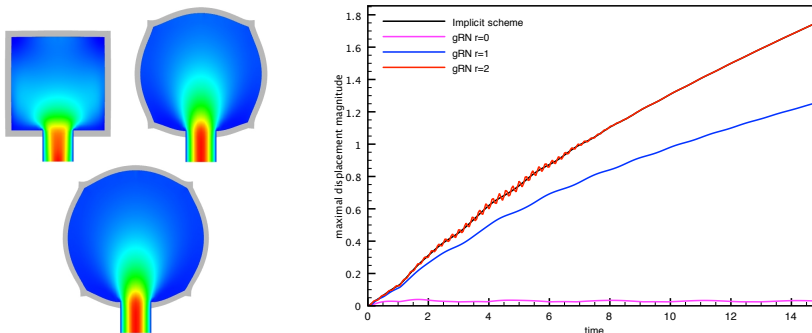 1.8
1.6
1.4
1.2
1
0.8
0.6
0.4
0.2
0
maximal displacement magnitude
Implicit scheme
gRN r=0
gRN r=1
gRN r=2
0 2 4 6 8 10 12 14
time